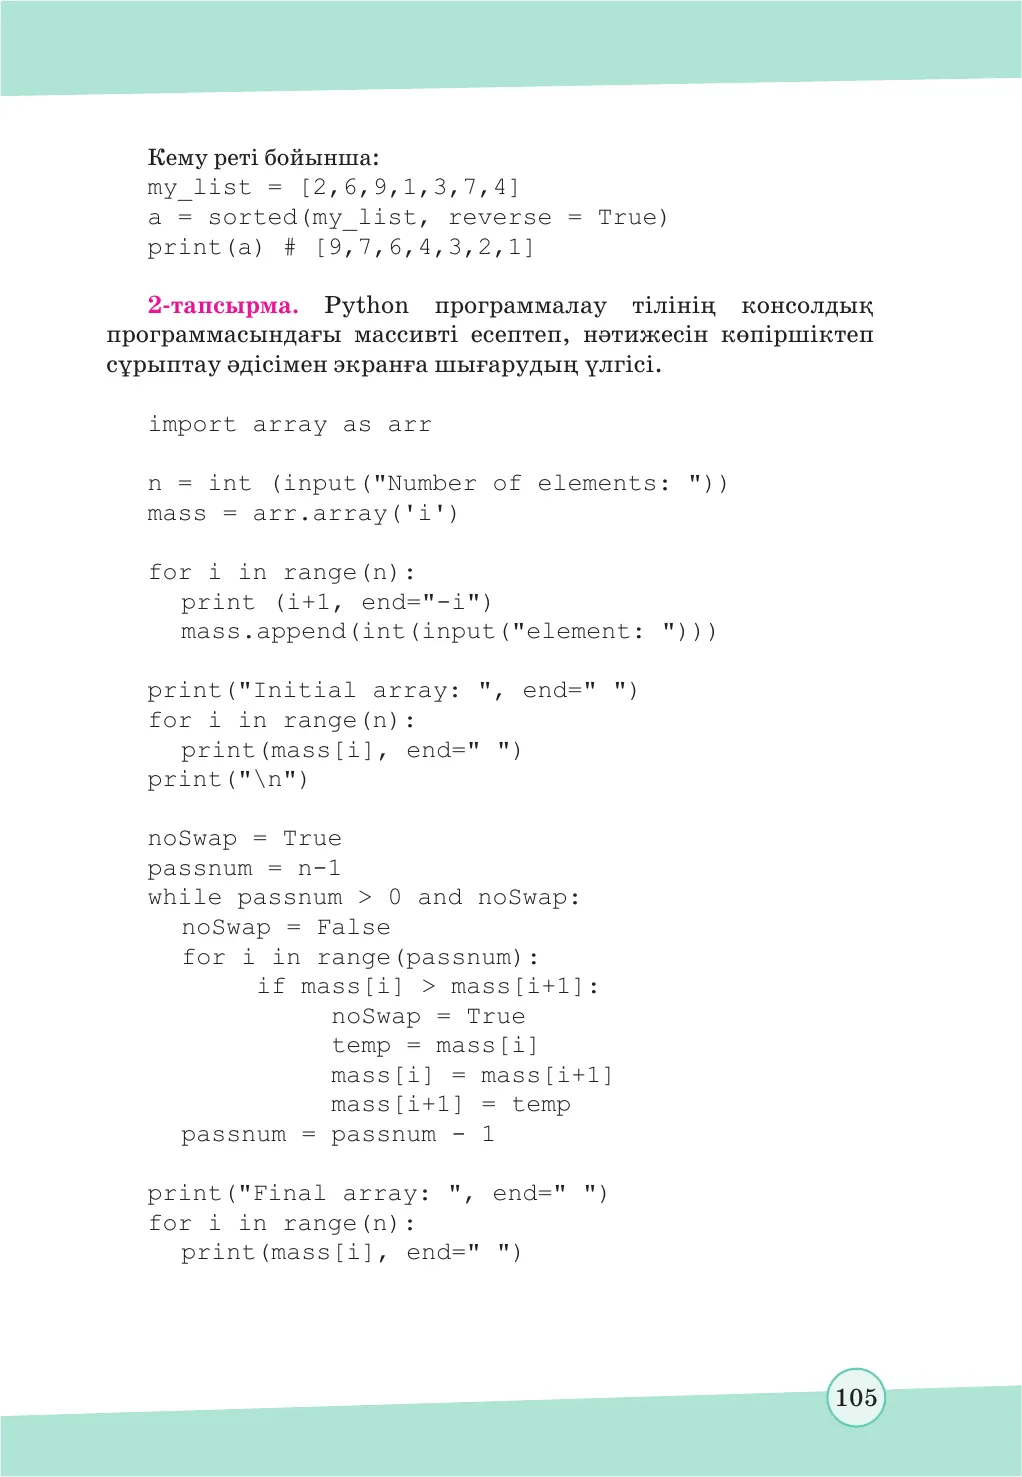 Кему реті бойынша:
my_list = [2,6,9,1,3,7,4]
a = sorted(my_list, reverse = True)
print(a) # [9,7,6,4,3,2,1]
2-тапсырма. Python программалау тілінің консолдық
программасындағы массивті есептеп, нәтижесін көпіршіктеп
сұрыптау әдісімен экранға шығарудың үлгісі.
import array as arr
n = int (input("Number of elements: "))
mass = arr.array('i')
for i in range(n):
print (i+1, end="-i")
mass.append(int(input("element: ")))
print("Initial array: ", end=" ")
for i in range(n):
print(mass[i], end=" ")
print("\n")
noSwap = True
passnum = n-1
while passnum > 0 and noSwap:
noSwap = False
for i in range(passnum):
if mass[i] > mass[i+1]:
noSwap = True
temp = mass[i]
mass[i] = mass[i+1]
mass[i+1] = temp
passnum = passnum - 1
print("Final array: ", end=" ")
for i in range(n):
print(mass[i], end=" ")
105